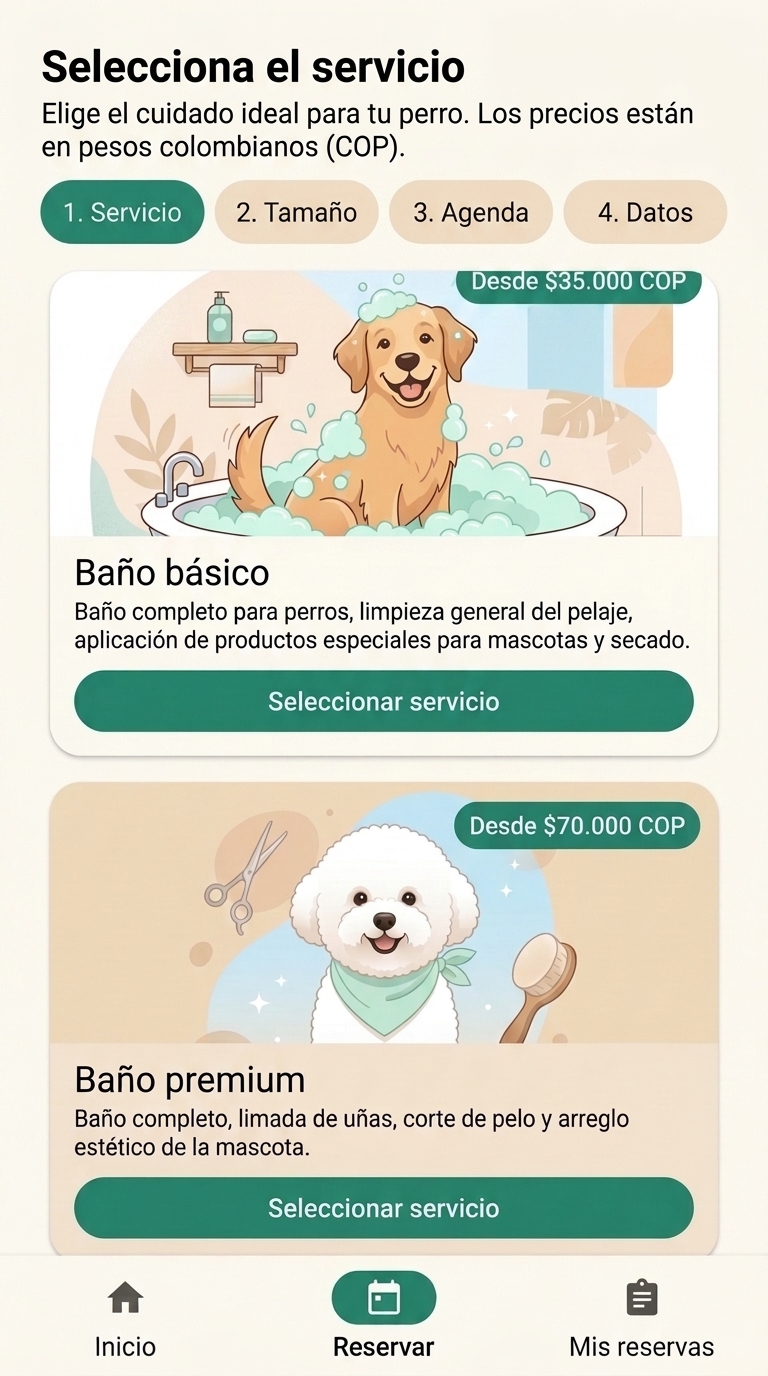 Selecciona el servicio
Elige el cuidado ideal para tu perro. Los precios están
en pesos colombianos (COP).
1. Servicio
2. Tamaño
3. Agenda
4. Datos
Desde $35.000 COP
Baño básico
Baño completo para perros, limpieza general del pelaje,
aplicación de productos especiales para mascotas y secado.
Seleccionar servicio
Desde $70.000 COP
Baño premium
Baño completo, limada de uñas, corte de pelo y arreglo
estético de la mascota.
Seleccionar servicio
Inicio
Reservar
Mis reservas